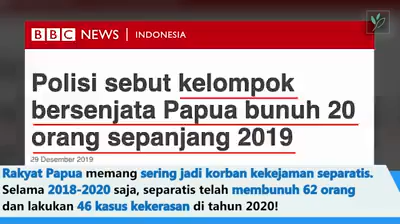 BBC NEWS | INDONESIA
Polisi sebut kelompok
bersenjata Papua bunuh 20
orang sepanjang 2019
29 Desember 2019
Rakyat Papua memang sering jadi korban kekejaman separatis.
Selama 2018-2020 saja, separatis telah membunuh 62 orang
dan lakukan 46 kasus kekerasan di tahun 2020!